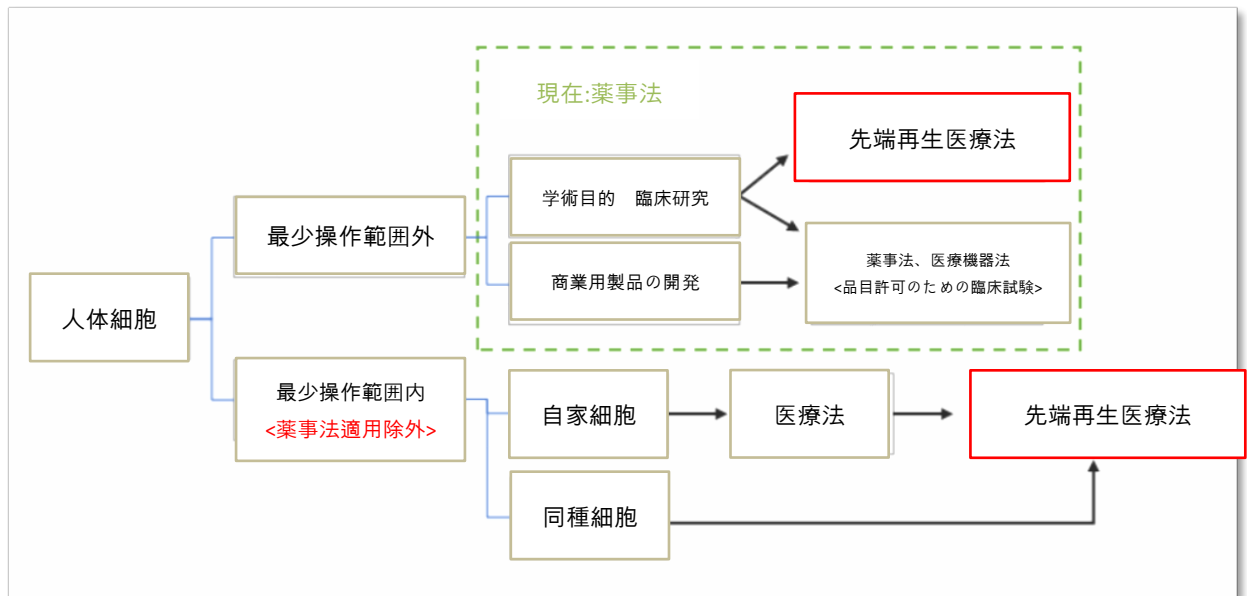 現在:薬事法
先端再生医療法
学術目的　臨床研究
最少操作範囲外
薬事法、医療機器法
<品目許可のための臨床試験>
商業用製品の開発
人体細胞
最少操作範囲内
<薬事法適用除外>
自家細胞
医療法
先端再生医療法
同種細胞